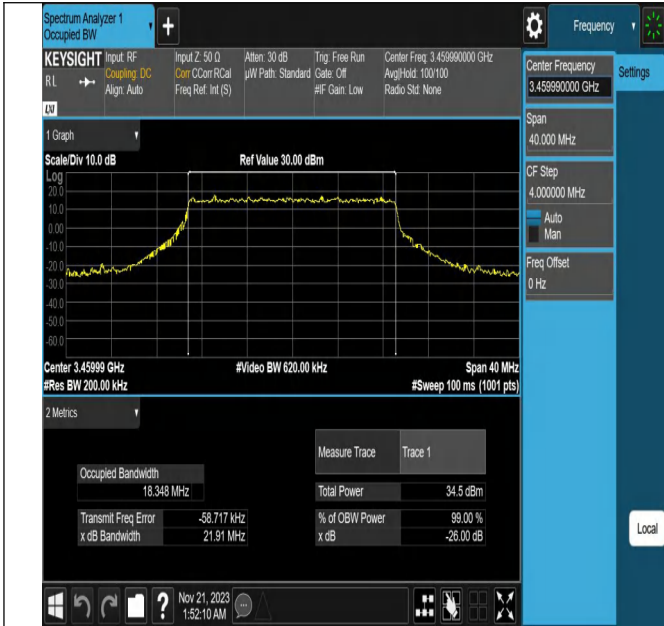 Spectrum Analyzer 1
Occupied BW
+
Frequency
KEYSIGHT
RL
LXI
Input: RF
Coupling: DC
Align: Auto
Input Z: 50 Ω
Corr CCorr RCal
Freq Ref: Int (S)
Atten: 30 dB
µW Path: Standard
Trig: Free Run
Gate: Off
#IF Gain: Low
Center Freq: 3.459990000 GHz
Avg|Hold: 100/100
Radio Std: None
Center Frequency
3.459990000 GHz
Settings
Span
40.000 MHz
CF Step
4.000000 MHz
Auto
Man
Freq Offset
0 Hz
1 Graph
Scale/Div 10.0 dB
Ref Value 30.00 dBm
Log
20.0
10.0
0.00
-10.0
-20.0
-30.0
-40.0
-50.0
-60.0
Center 3.45999 GHz
#Video BW 620.00 kHz
Span 40 MHz
#Res BW 200.00 kHz
#Sweep 100 ms (1001 pts)
2 Metrics
Measure Trace
Trace 1
Occupied Bandwidth
18.348 MHz
Total Power
34.5 dBm
Transmit Freq Error
-58.717 kHz
% of OBW Power
99.00 %
x dB Bandwidth
21.91 MHz
x dB
-26.00 dB
Local
?
Nov 21, 2023
1:52:10 AM